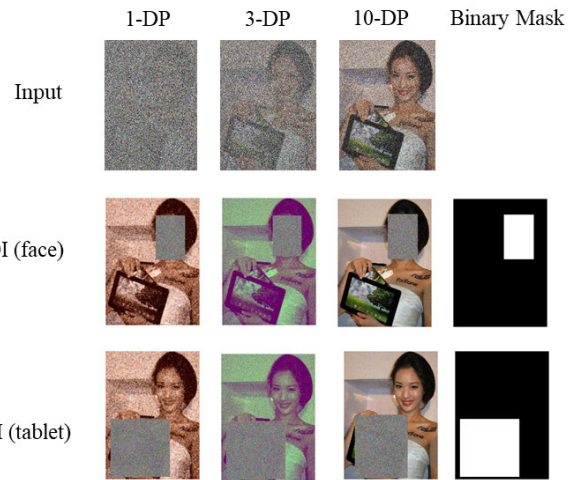 1-DP 3-DP 10-DP Binary Mask
Input
I (face)
I (tablet)